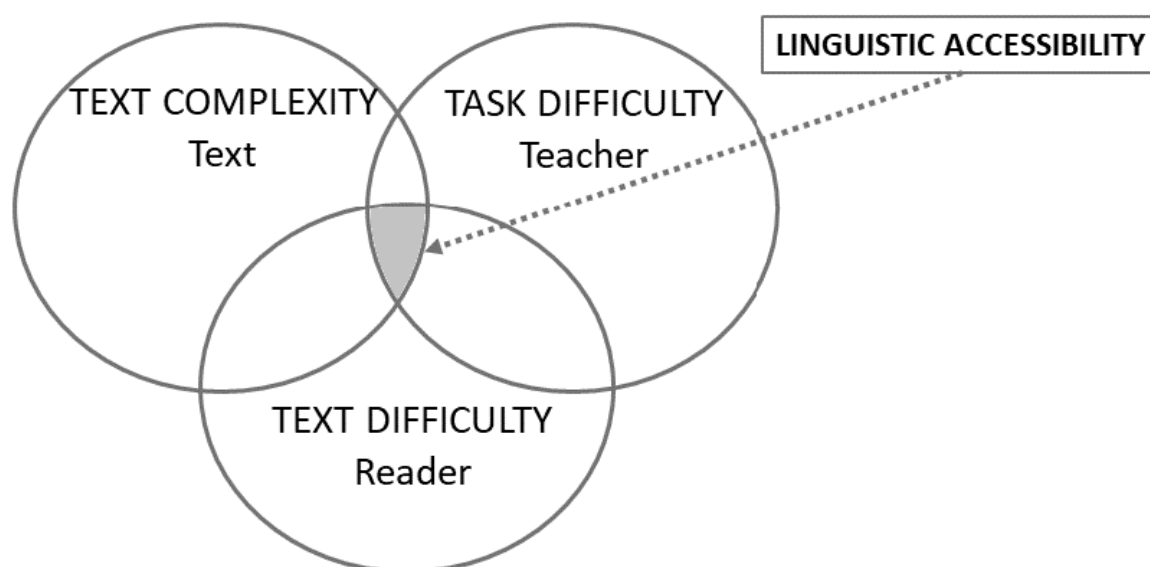 LINGUISTIC ACCESSIBILITY
TEXT COMPLEXITY
Text
TASK DIFFICULTY
Teacher
TEXT DIFFICULTY
Reader